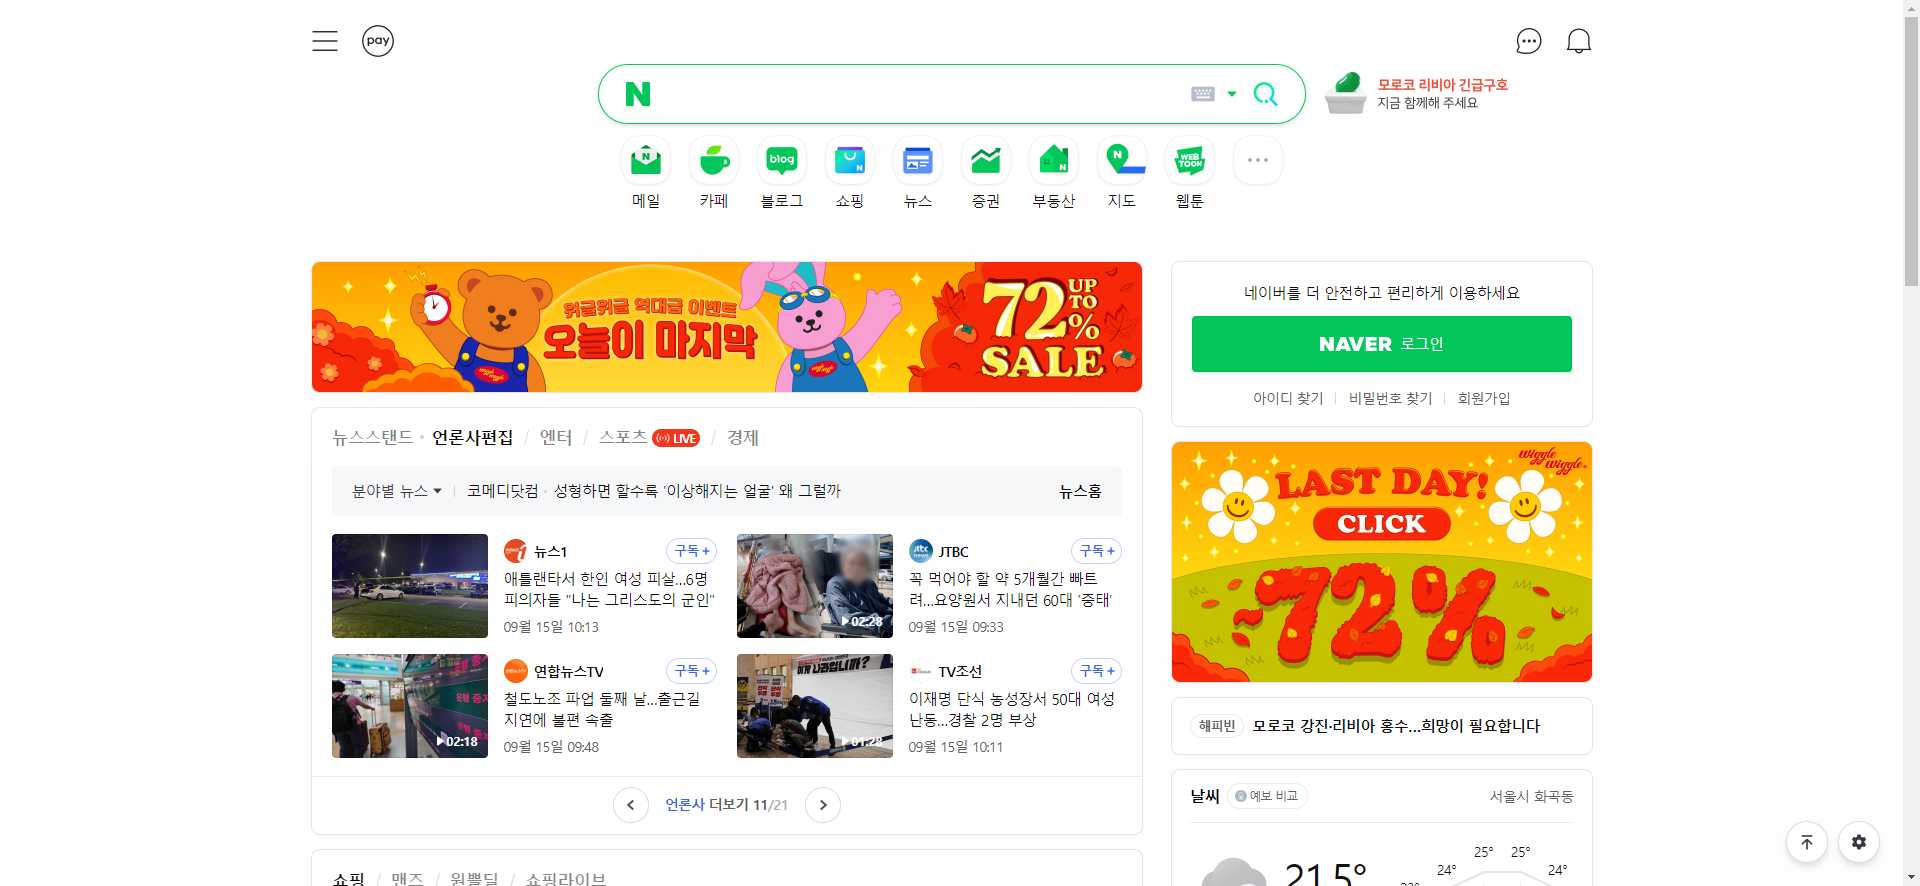 pay
N
모로코 리비아 긴급구호
지금 함께해 주세요
메일
카페
blog
블로그
쇼핑
뉴스
증권
부동산
지도
WEB TOON
웹툰
위글위글 역대급 이벤트
오늘이 마지막
72% UP TO
SALE
네이버를 더 안전하고 편리하게 이용하세요
NAVER 로그인
아이디 찾기 비밀번호 찾기 회원가입
뉴스스탠드 · 언론사편집 / 엔터 / 스포츠 LIVE / 경제
분야별 뉴스 코메디닷컴 · 성형하면 할수록 '이상해지는 얼굴' 왜 그럴까 뉴스홈
뉴스1 구독+
애틀랜타서 한인 여성 피살...6명
피의자들 "나는 그리스도의 군인"
09월 15일 10:13
02:28
JTBC 구독+
꼭 먹어야 할 약 5개월간 빠트
려...요양원서 지내던 60대 '중태'
09월 15일 09:33
02:18
연합뉴스TV 구독+
철도노조 파업 둘째 날...출근길
지연에 불편 속출
09월 15일 09:48
01:28
TV조선 구독+
이재명 단식 농성장서 50대 여성
난동...경찰 2명 부상
09월 15일 10:11
언론사 더보기 11/21
쇼핑 / 맨즈 / 원쁠딜 / 쇼핑라이브
wiggle wiggle
LAST DAY!
CLICK
72%
해피빈 모로코 강진·리비아 홍수...희망이 필요합니다
날씨 예보 비교 서울시 화곡동
21.5°
24° 25° 25° 24°